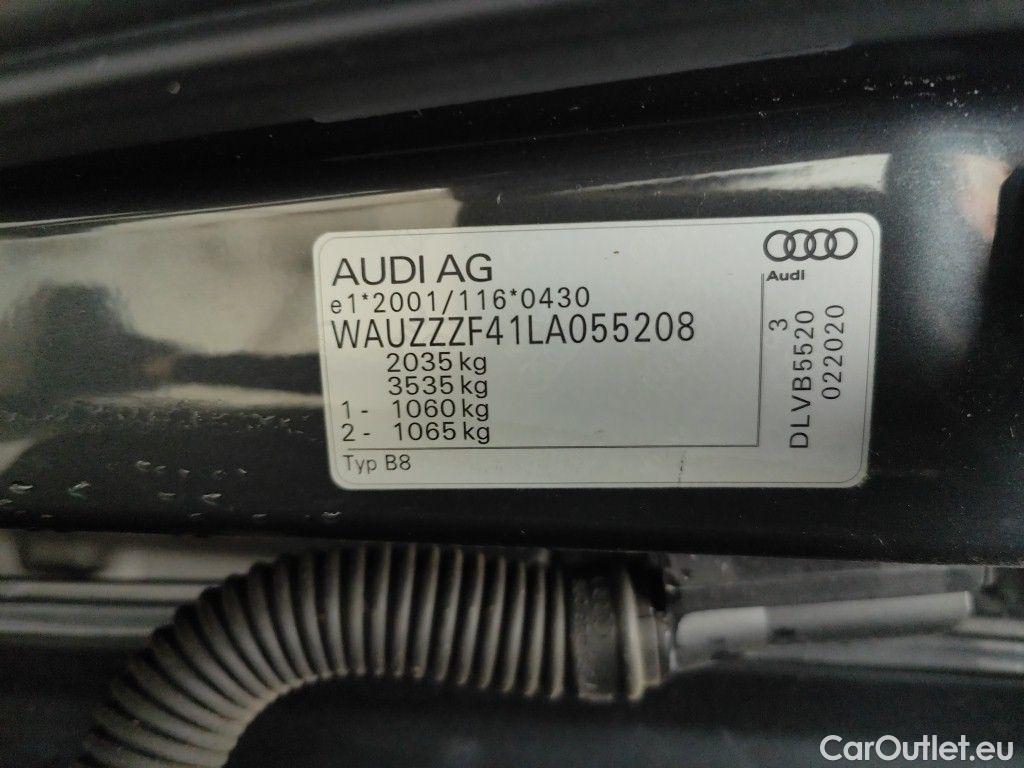 AUDI AG
e1*2001/116*0430
WAUZZZF41LA055208
2035 kg
3535 kg
1 - 1060 kg
2 - 1065 kg
Typ B8
Audi
3
DLVB5520
022020
CarOutlet.eu